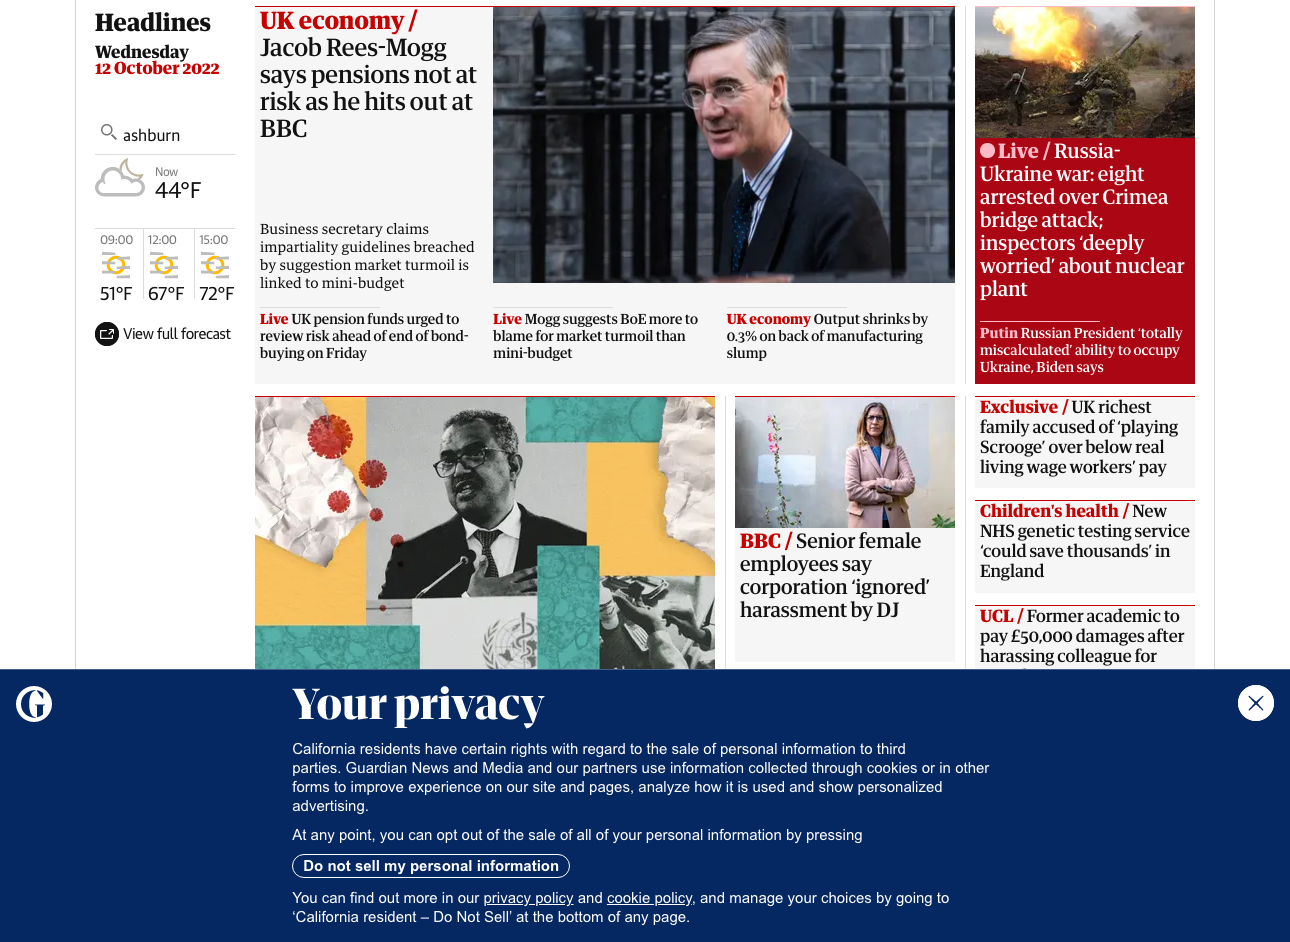 Headlines
Wednesday
12 October 2022
ashburn
Now
44°F
09:00
51°F
12:00
67°F
15:00
72°F
View full forecast
UK economy /
Jacob Rees-Mogg
says pensions not at
risk as he hits out at
BBC
Business secretary claims
impartiality guidelines breached
by suggestion market turmoil is
linked to mini-budget
Live UK pension funds urged to
review risk ahead of end of bond-
buying on Friday
Live Mogg suggests BoE more to
blame for market turmoil than
mini-budget
UK economy Output shrinks by
0.3% on back of manufacturing
slump
Live / Russia-
Ukraine war: eight
arrested over Crimea
bridge attack;
inspectors ‘deeply
worried’ about nuclear
plant
Putin Russian President ‘totally
miscalculated’ ability to occupy
Ukraine, Biden says
BBC / Senior female
employees say
corporation ‘ignored’
harassment by DJ
Exclusive / UK richest
family accused of ‘playing
Scrooge’ over below real
living wage workers’ pay
Children's health / New
NHS genetic testing service
‘could save thousands’ in
England
UCL / Former academic to
pay £50,000 damages after
harassing colleague for
Your privacy
California residents have certain rights with regard to the sale of personal information to third
parties. Guardian News and Media and our partners use information collected through cookies or in other
forms to improve experience on our site and pages, analyze how it is used and show personalized
advertising.
At any point, you can opt out of the sale of all of your personal information by pressing
Do not sell my personal information
You can find out more in our privacy policy and cookie policy, and manage your choices by going to
‘California resident – Do Not Sell’ at the bottom of any page.